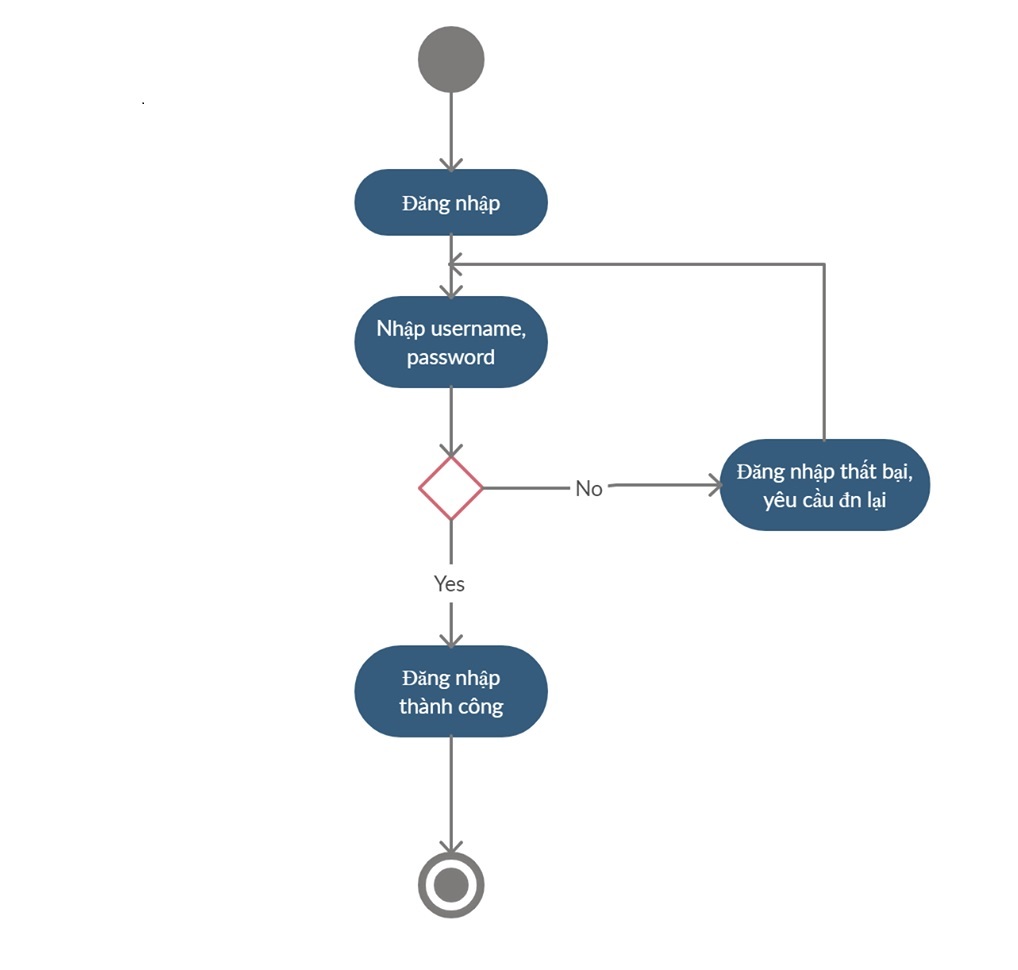 Đăng nhập
Nhập username,
password
No
Đăng nhập thất bại,
yêu cầu đn lại
Yes
Đăng nhập
thành công